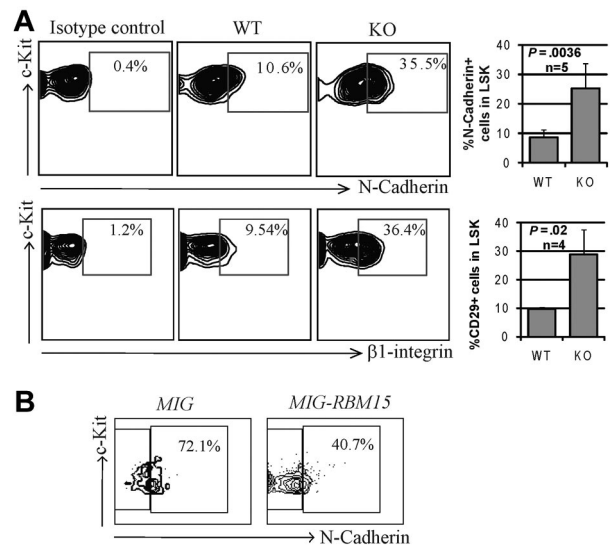 A
Isotype control
WT
KO
c-Kit
0.4%
10.6%
35.5%
N-Cadherin
%N-Cadherin+
cells in LSK
P=.0036
n=5
40
30
20
10
0
WT
KO
c-Kit
1.2%
9.54%
36.4%
β1-integrin
%CD29+ cells in LSK
P=.02
n=4
40
30
20
10
0
WT
KO
B
MIG
MIG-RBM15
c-Kit
72.1%
40.7%
N-Cadherin